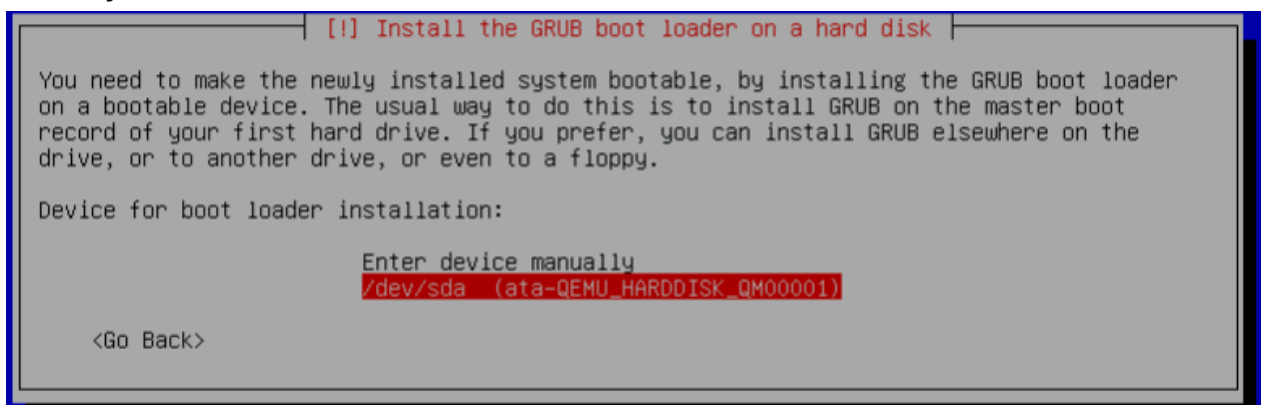 [!] Install the GRUB boot loader on a hard disk
You need to make the newly installed system bootable, by installing the GRUB boot loader
on a bootable device. The usual way to do this is to install GRUB on the master boot
record of your first hard drive. If you prefer, you can install GRUB elsewhere on the
drive, or to another drive, or even to a floppy.
Device for boot loader installation:
Enter device manually
/dev/sda (ata-QEMU_HARDDISK_QM00001)
<Go Back>